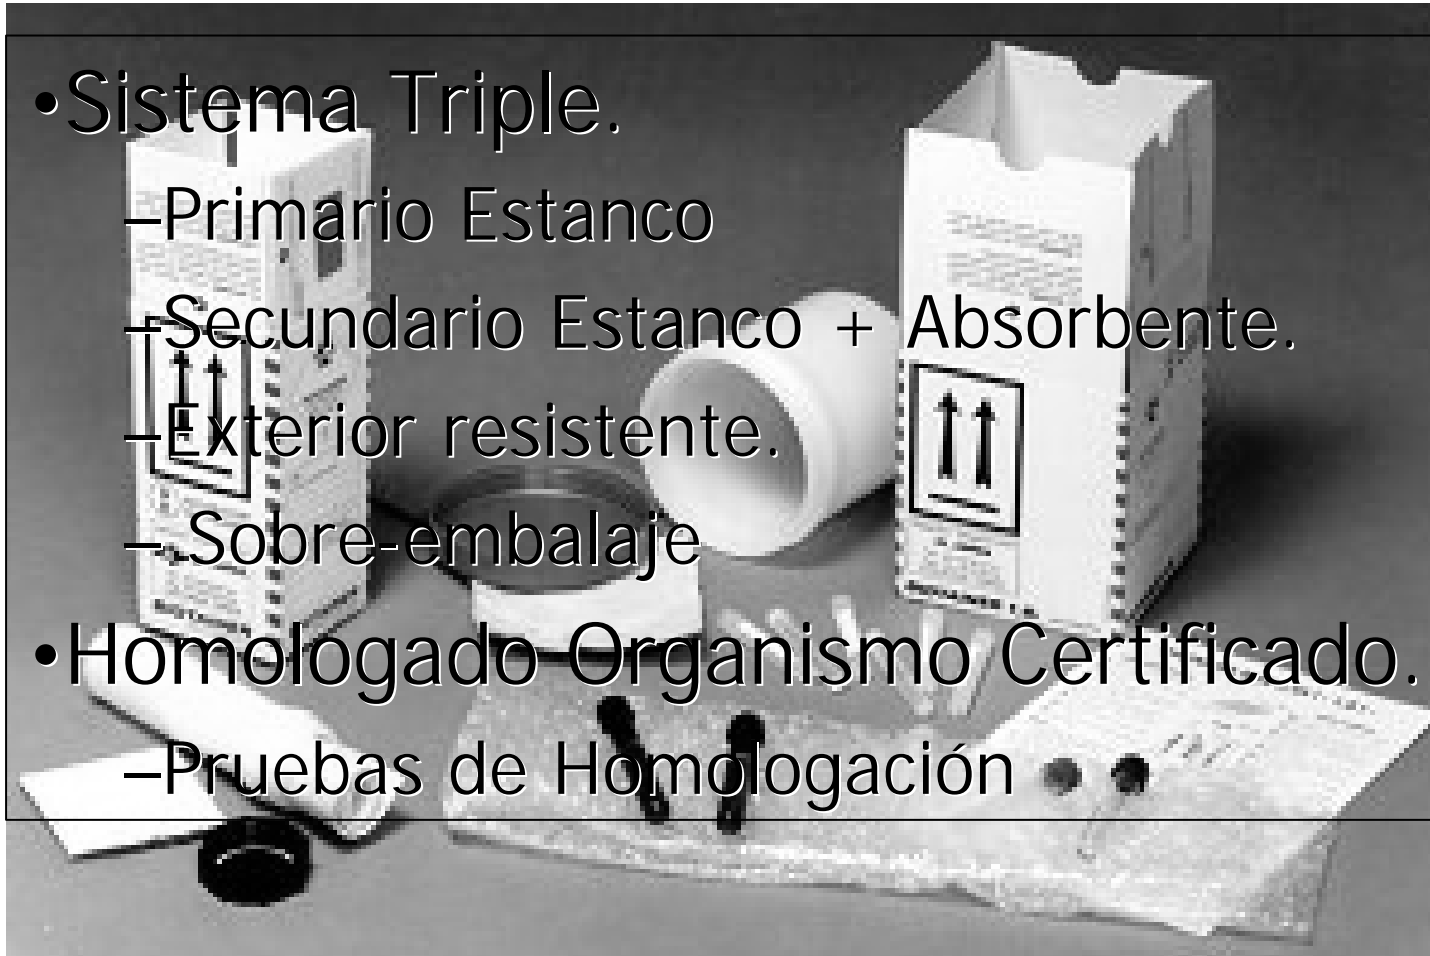 •Sistema Triple.
–Primario Estanco
–Secundario Estanco + Absorbente.
–Exterior resistente.
– Sobre-embalaje
•Homologado Organismo Certificado.
–Pruebas de Homologación